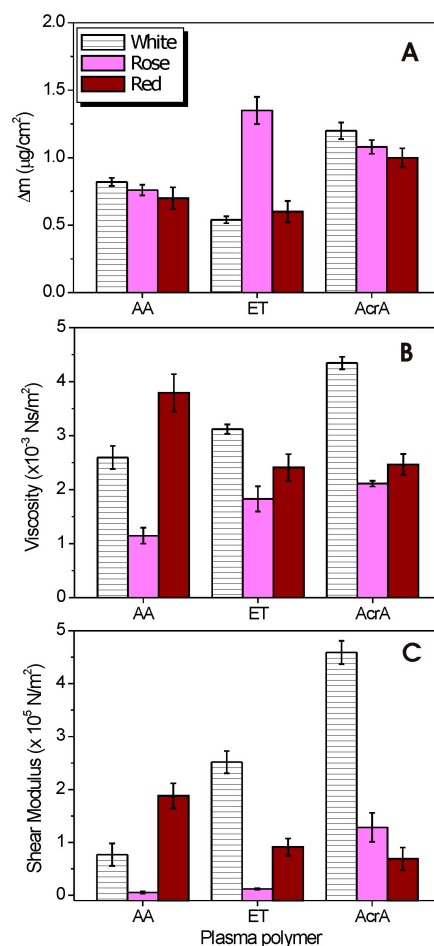 White
Rose
Red
A
Δm (μg/cm²)
2.0
1.5
1.0
0.5
0.0
AA ET AcrA
B
Viscosity (x10⁻³ Ns/m²)
5
4
3
2
1
0
AA ET AcrA
C
Shear Modulus (x 10⁵ N/m²)
5
4
2
1
0
AA ET AcrA
Plasma polymer